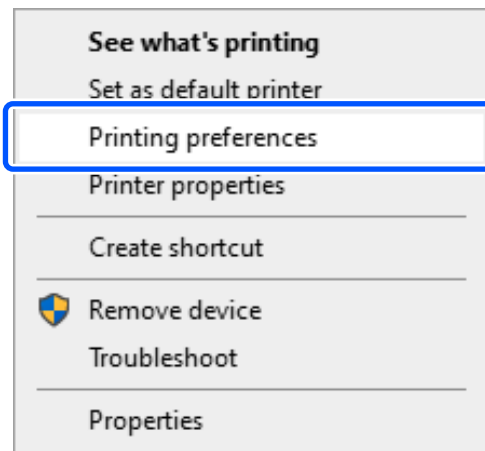 See what's printing
Set as default printer
Printing preferences
Printer properties
Create shortcut
Remove device
Troubleshoot
Properties